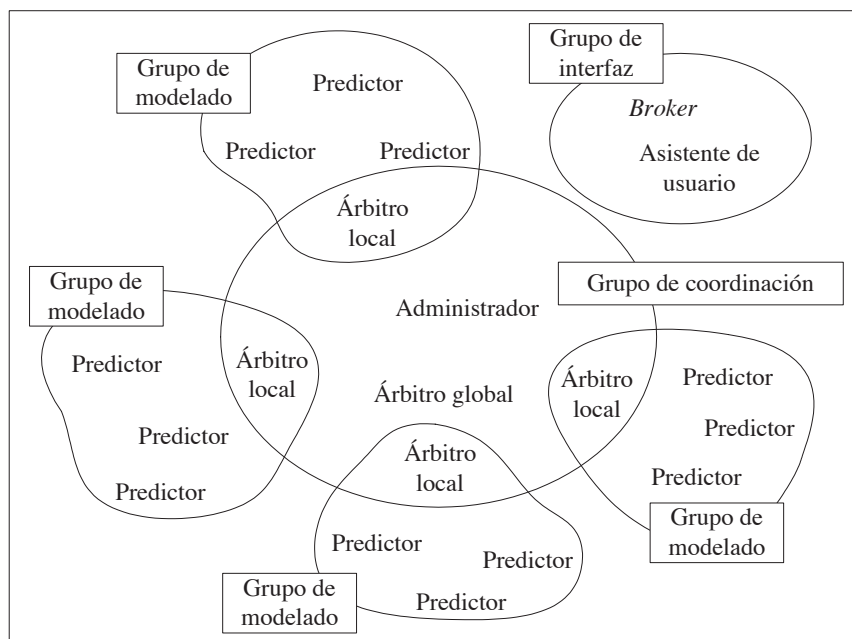 Grupo de
modelado
Predictor
Predictor
Predictor
Árbitro
local
Grupo de
interfaz
Broker
Asistente de
usuario
Grupo de coordinación
Administrador
Árbitro global
Grupo de
modelado
Predictor
Árbitro
local
Predictor
Predictor
Árbitro
local
Predictor
Predictor
Predictor
Grupo de
modelado
Árbitro
local
Predictor
Predictor
Predictor
Grupo de
modelado